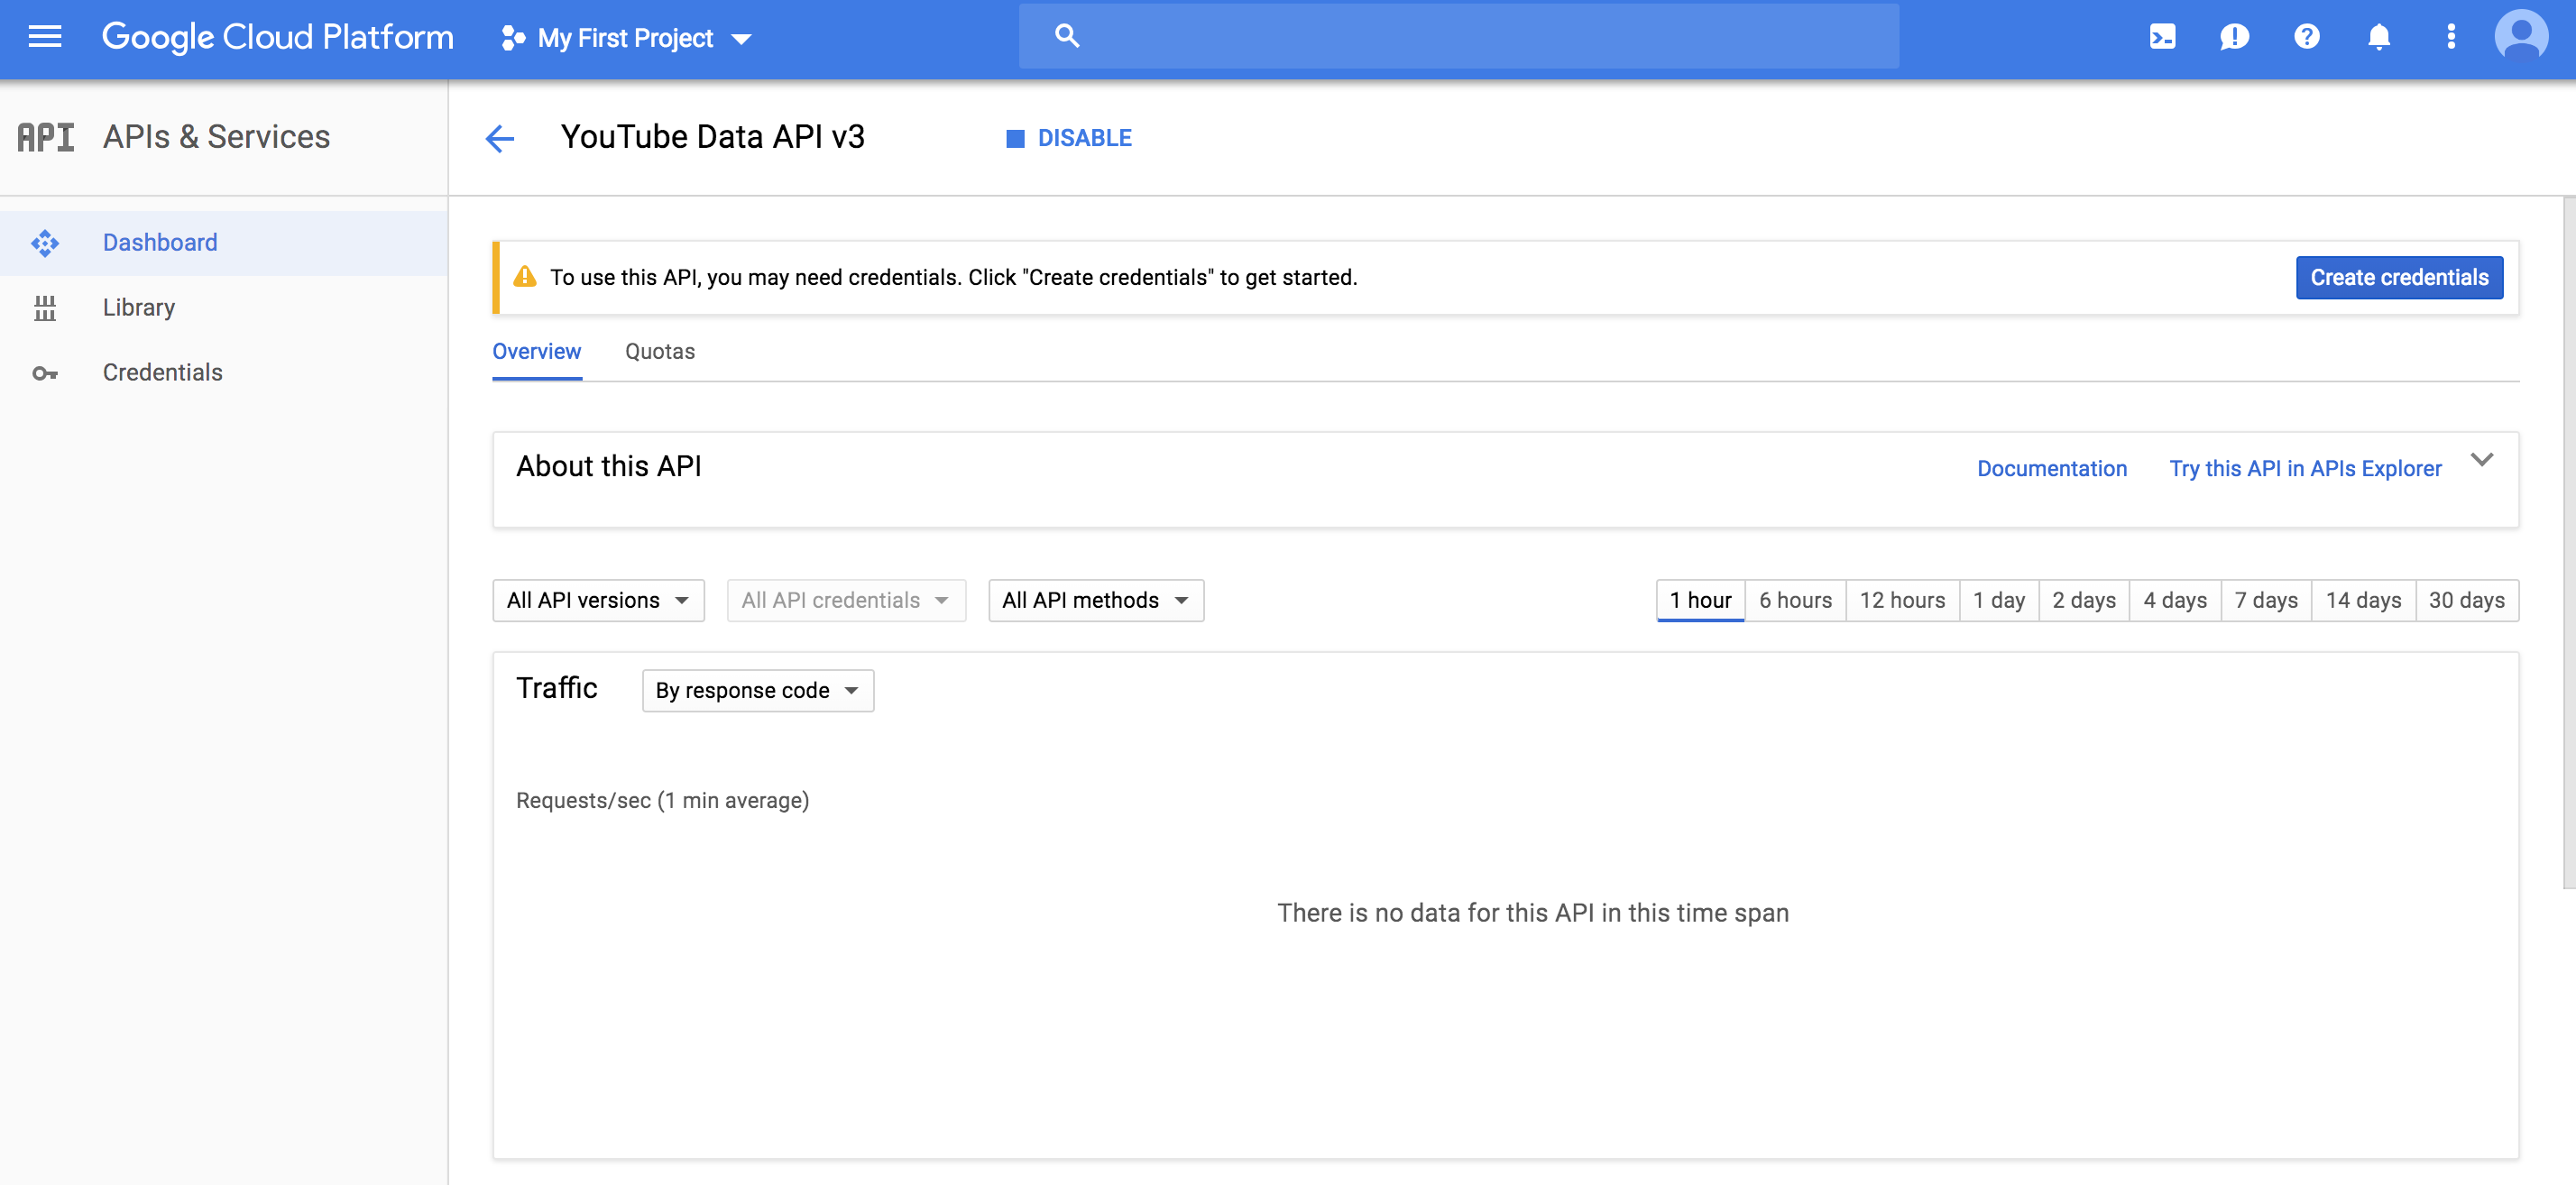 Google Cloud Platform
My First Project
API APIs & Services
YouTube Data API v3
DISABLE
Dashboard
Library
Credentials
To use this API, you may need credentials. Click "Create credentials" to get started.
Create credentials
Overview
Quotas
About this API
Documentation
Try this API in APIs Explorer
All API versions
All API credentials
All API methods
1 hour
6 hours
12 hours
1 day
2 days
4 days
7 days
14 days
30 days
Traffic
By response code
Requests/sec (1 min average)
There is no data for this API in this time span